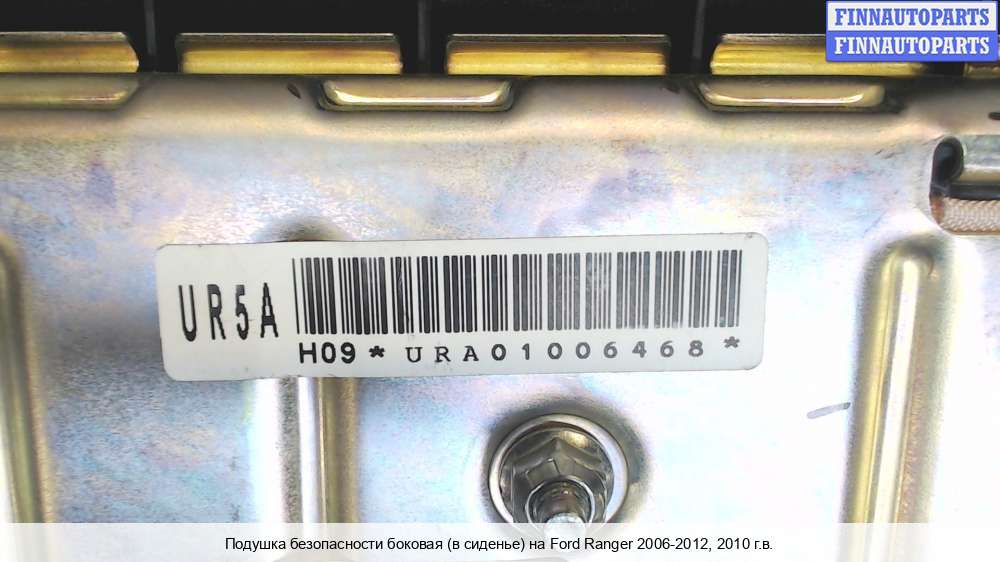 FINNAUTOPARTS
FINNAUTOPARTS
UR5A
H09 * URA01006468 *
Подушка безопасности боковая (в сиденье) на Ford Ranger 2006-2012, 2010 г.в.